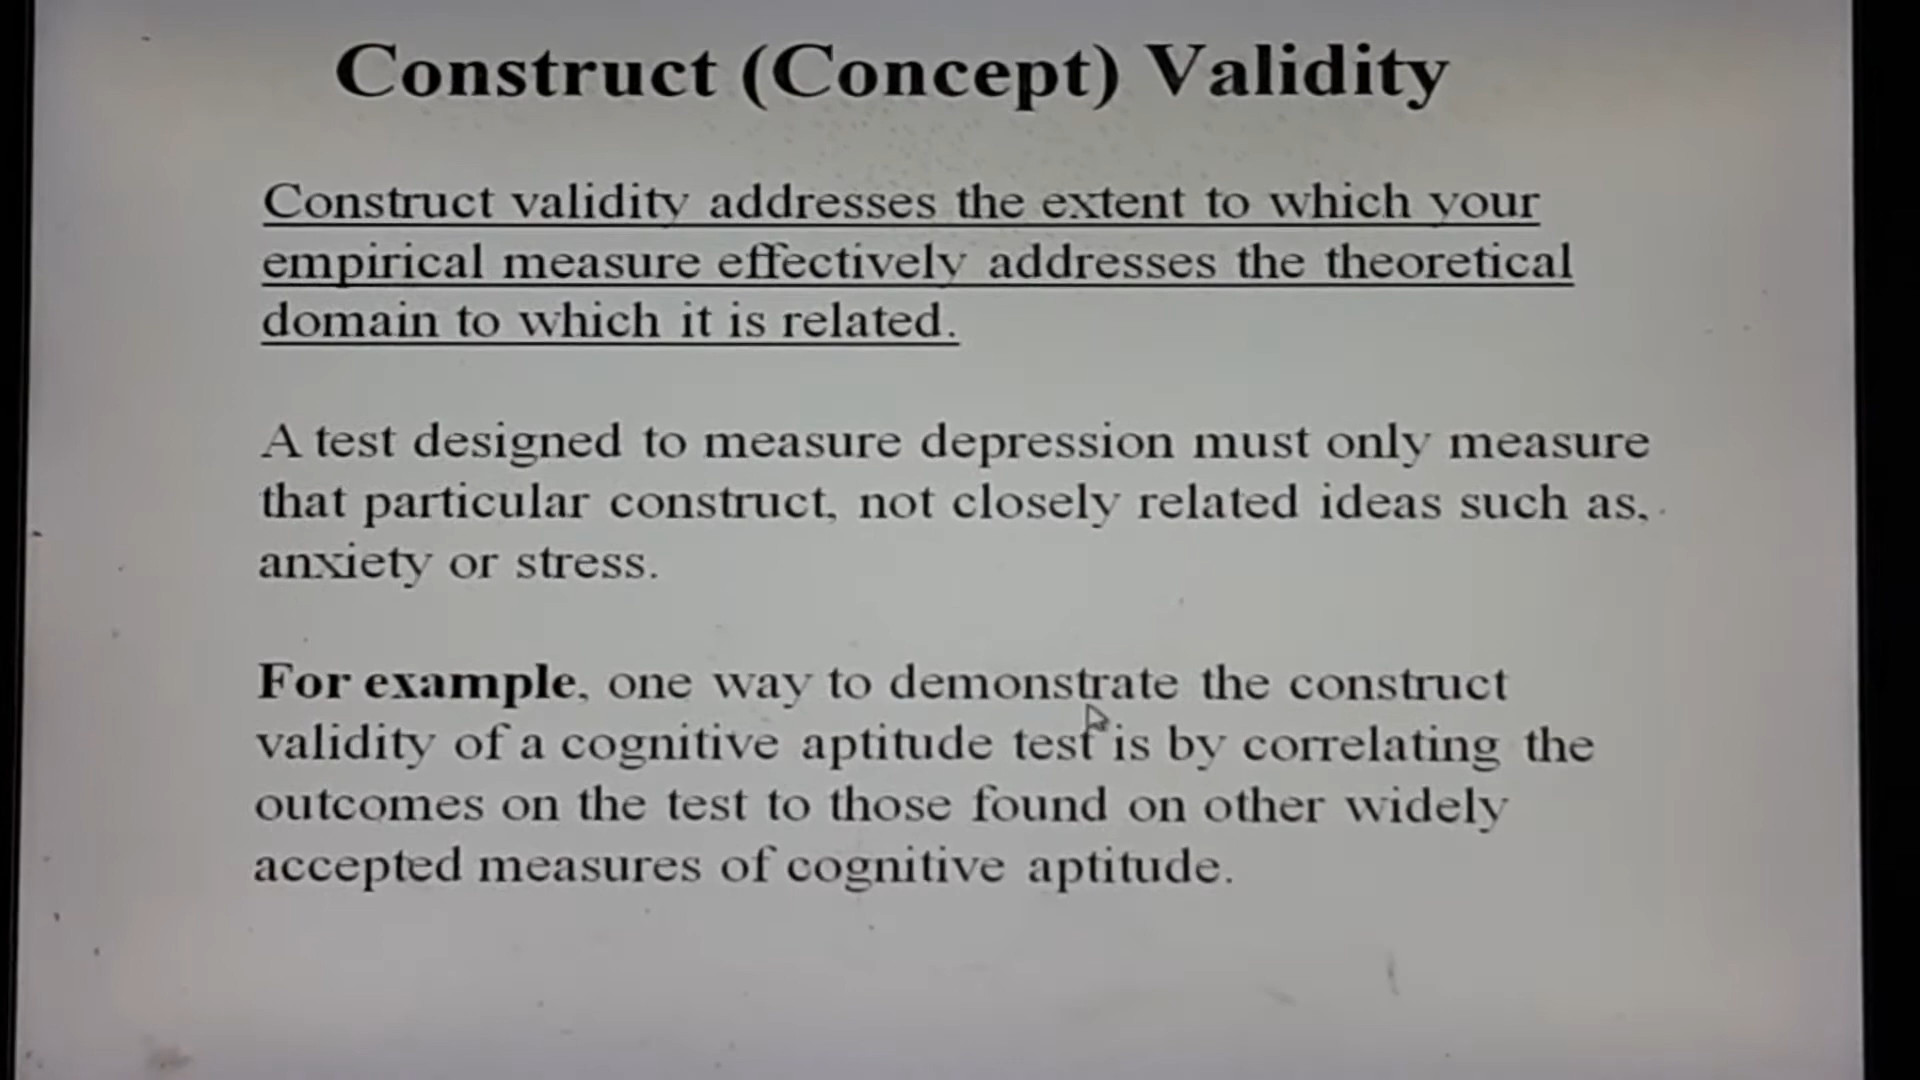 Construct (Concept) Validity
Construct validity addresses the extent to which your
empirical measure effectively addresses the theoretical
domain to which it is related.
A test designed to measure depression must only measure
that particular construct, not closely related ideas such as,
anxiety or stress.
For example, one way to demonstrate the construct
validity of a cognitive aptitude test is by correlating the
outcomes on the test to those found on other widely
accepted measures of cognitive aptitude.